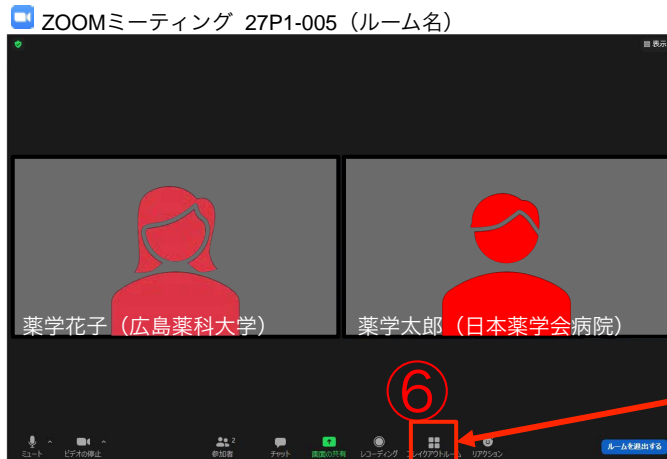 ZOOMミーティング 27P1-005（ルーム名）
表示
薬学花子（広島薬科大学）
薬学太郎（日本薬学会病院）
⑥
2
ミュート
ビデオの停止
参加者
チャット
画面の共有
レコーディング
ブレイクアウトルーム
リアクション
ルームを退出する